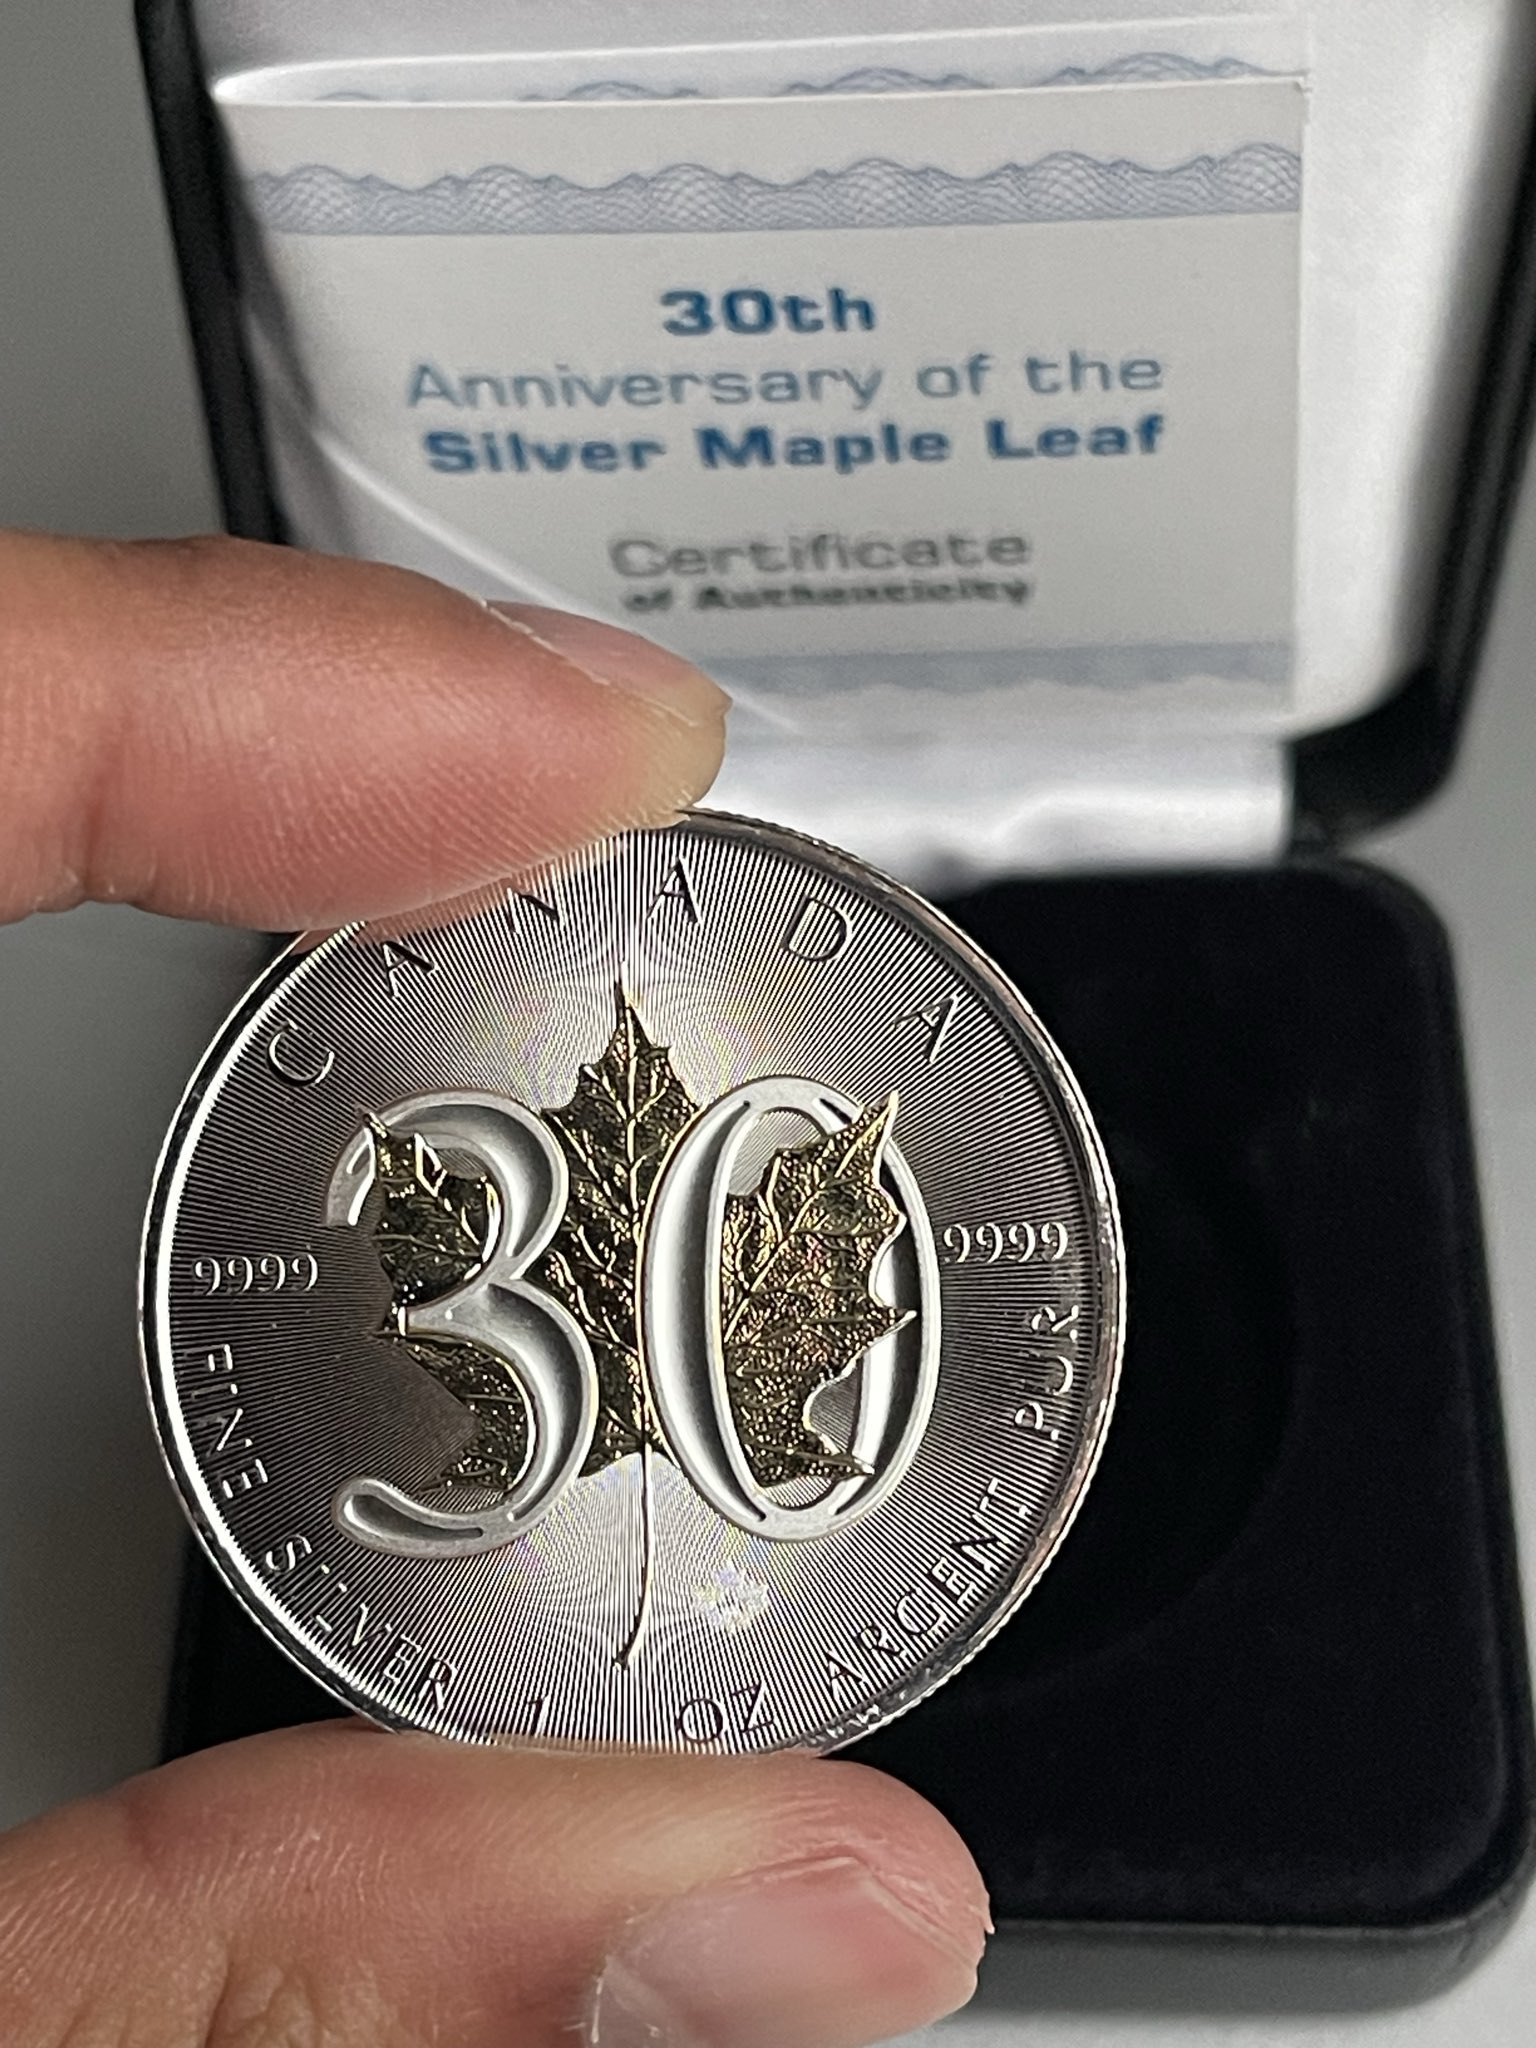 30th
Anniversary of the
Silver Maple Leaf
Certificate
of Authenticity
CANADA
30
9999
9999
FINE SILVER 1 OZ ARGENT PUR